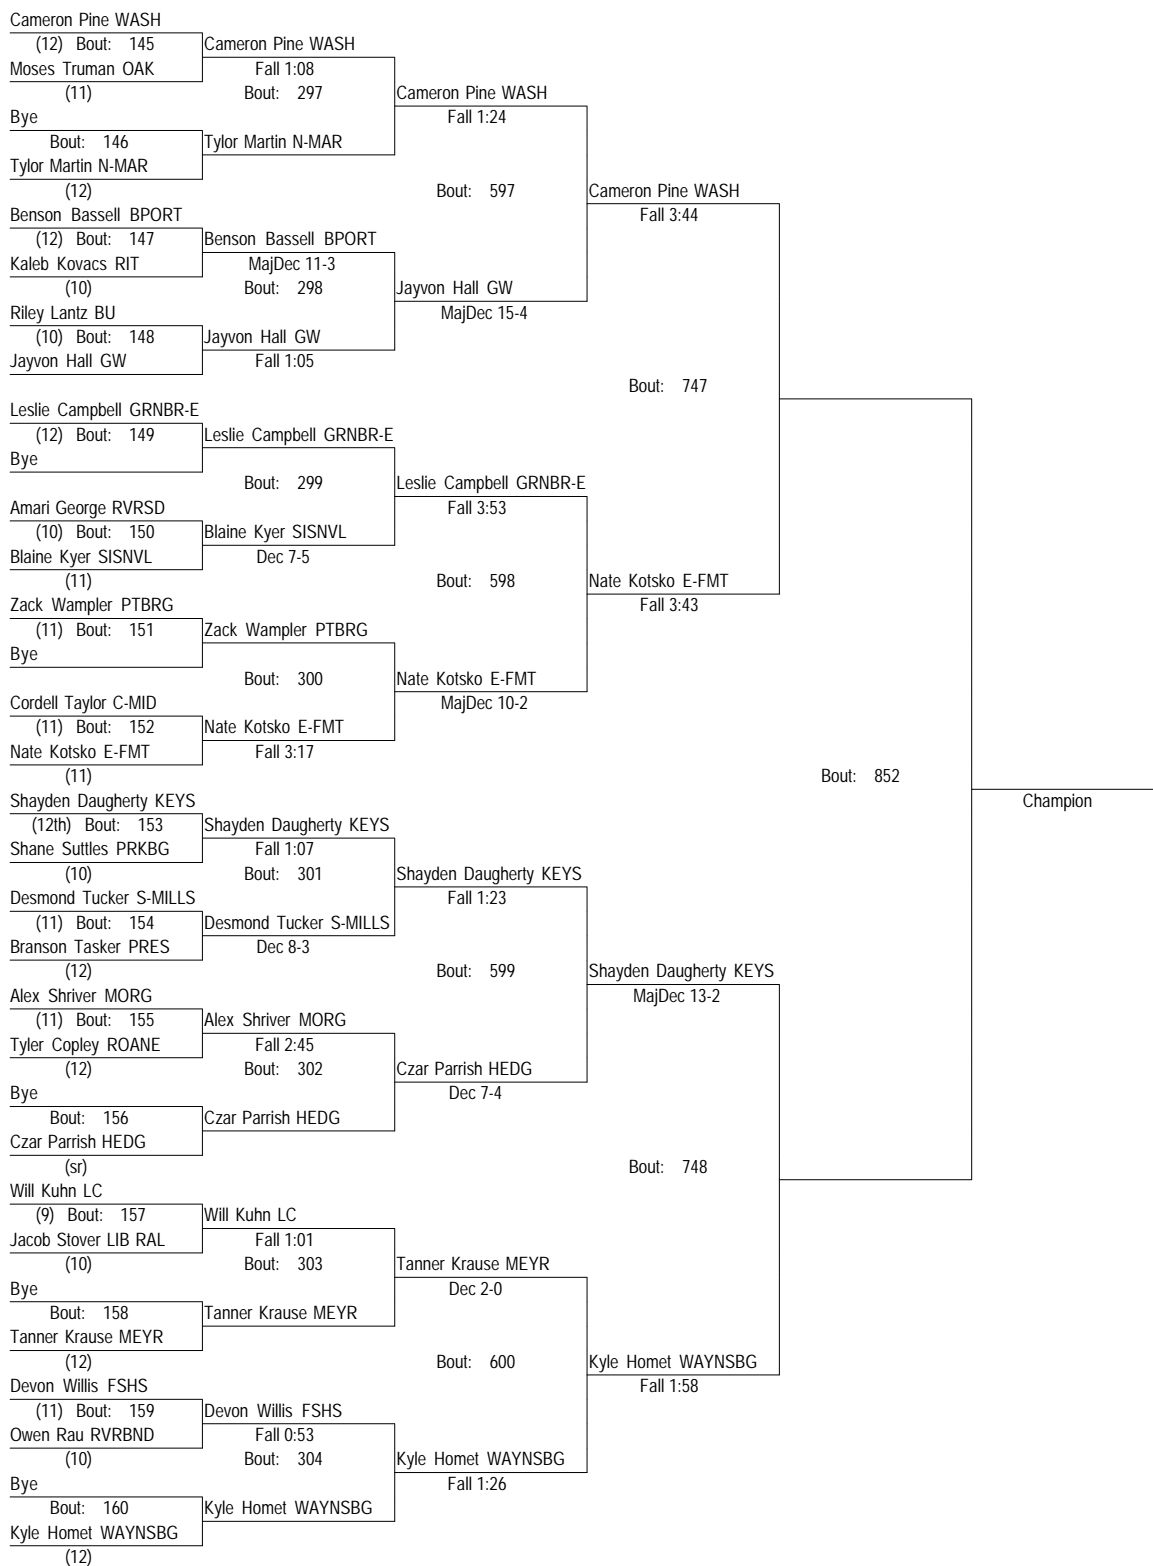 Cameron Pine WASH
(12) Bout: 145 Cameron Pine WASH
Moses Truman OAK Fall 1:08
(11) Bout: 297 Cameron Pine WASH
Bye Fall 1:24
Bout: 146 Tylor Martin N-MAR
Tylor Martin N-MAR
(12) Bout: 597 Cameron Pine WASH
Benson Bassell BPORT Fall 3:44
(12) Bout: 147 Benson Bassell BPORT
Kaleb Kovacs RIT MajDec 11-3
(10) Bout: 298 Jayvon Hall GW
Riley Lantz BU MajDec 15-4
(10) Bout: 148 Jayvon Hall GW
Jayvon Hall GW Fall 1:05
Bout: 747
Leslie Campbell GRNBR-E
(12) Bout: 149 Leslie Campbell GRNBR-E
Bye
Bout: 299 Leslie Campbell GRNBR-E
Amari George RVRSD Fall 3:53
(10) Bout: 150 Blaine Kyer SISNVL
Blaine Kyer SISNVL Dec 7-5
(11) Bout: 598 Nate Kotsko E-FMT
Zack Wampler PTBRG Fall 3:43
(11) Bout: 151 Zack Wampler PTBRG
Bye
Bout: 300 Nate Kotsko E-FMT
Cordell Taylor C-MID MajDec 10-2
(11) Bout: 152 Nate Kotsko E-FMT
Nate Kotsko E-FMT Fall 3:17
(11) Bout: 852
Shayden Daugherty KEYS Champion
(12th) Bout: 153 Shayden Daugherty KEYS
Shane Suttles PRKBG Fall 1:07
(10) Bout: 301 Shayden Daugherty KEYS
Desmond Tucker S-MILLS Fall 1:23
(11) Bout: 154 Desmond Tucker S-MILLS
Branson Tasker PRES Dec 8-3
(12) Bout: 599 Shayden Daugherty KEYS
Alex Shriver MORG MajDec 13-2
(11) Bout: 155 Alex Shriver MORG
Tyler Copley ROANE Fall 2:45
(12) Bout: 302 Czar Parrish HEDG
Bye Dec 7-4
Bout: 156 Czar Parrish HEDG
Czar Parrish HEDG
(sr) Bout: 748
Will Kuhn LC
(9) Bout: 157 Will Kuhn LC
Jacob Stover LIB RAL Fall 1:01
(10) Bout: 303 Tanner Krause MEYR
Bye Dec 2-0
Bout: 158 Tanner Krause MEYR
Tanner Krause MEYR
(12) Bout: 600 Kyle Homet WAYNSBG
Devon Willis FSHS Fall 1:58
(11) Bout: 159 Devon Willis FSHS
Owen Rau RVRBND Fall 0:53
(10) Bout: 304 Kyle Homet WAYNSBG
Bye Fall 1:26
Bout: 160 Kyle Homet WAYNSBG
Kyle Homet WAYNSBG
(12)